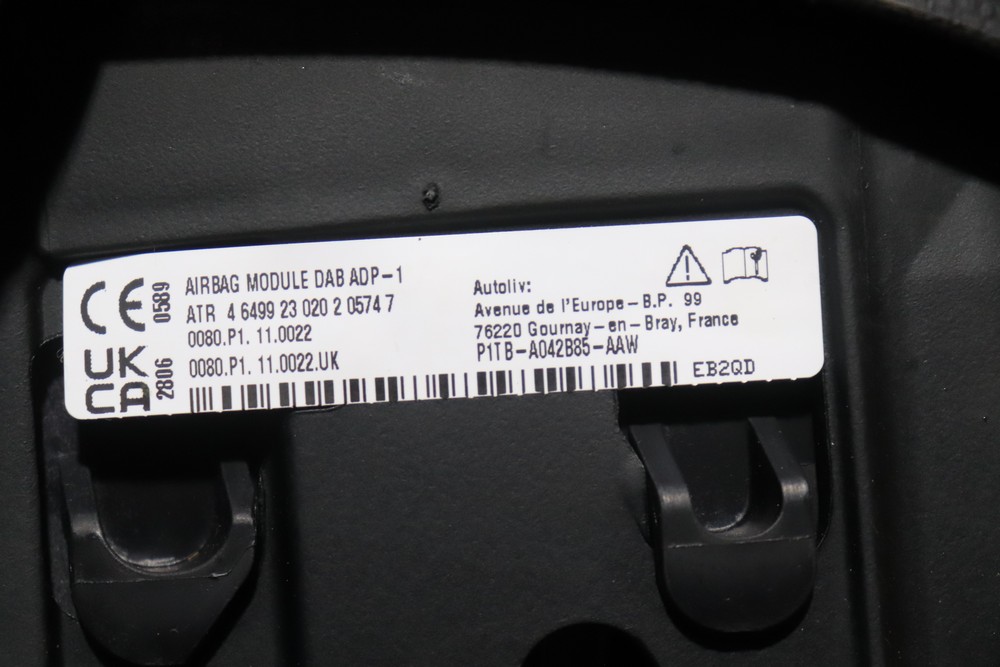 CE 0589
UK CA 2806
AIRBAG MODULE DAB ADP-1
ATR 4 6499 23 020 2 0574 7
0080.P1. 11.0022
0080.P1. 11.0022.UK
Autoliv:
Avenue de l'Europe - B.P. 99
76220 Gournay-en-Bray, France
P1TB-A042B85-AAW
EB2QD